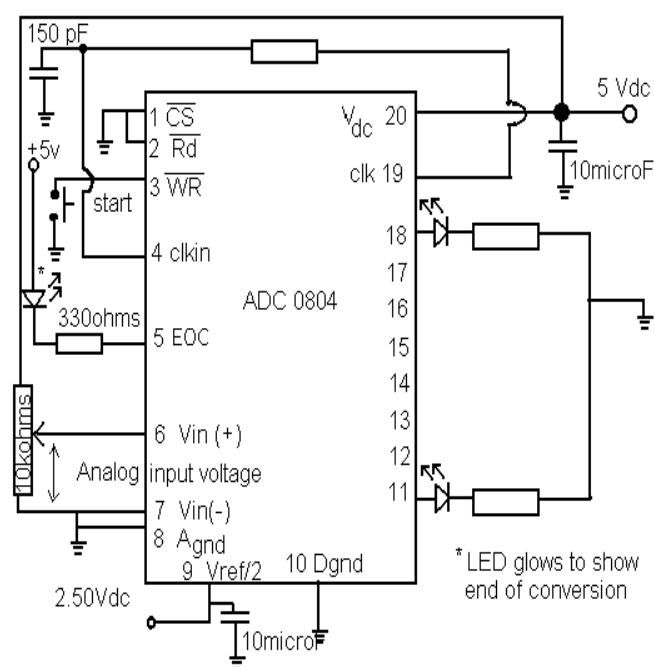 150 pF
5 Vdc
1 CS
Vdc 20
2 Rd
10microF
+5v
3 WR
clk 19
start
18
4 clkin
17
ADC 0804
*
16
330ohms
5 EOC
15
14
10kohms
13
6 Vin (+)
12
Analog input voltage
11
7 Vin(-)
8 Agnd
9 Vref/2
10 Dgnd
* LED glows to show
end of conversion
2.50Vdc
10microF